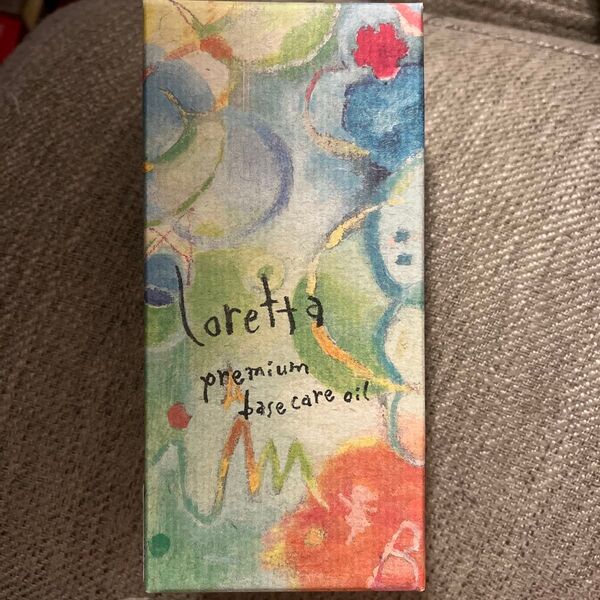 loretta
premium
base care oil
B